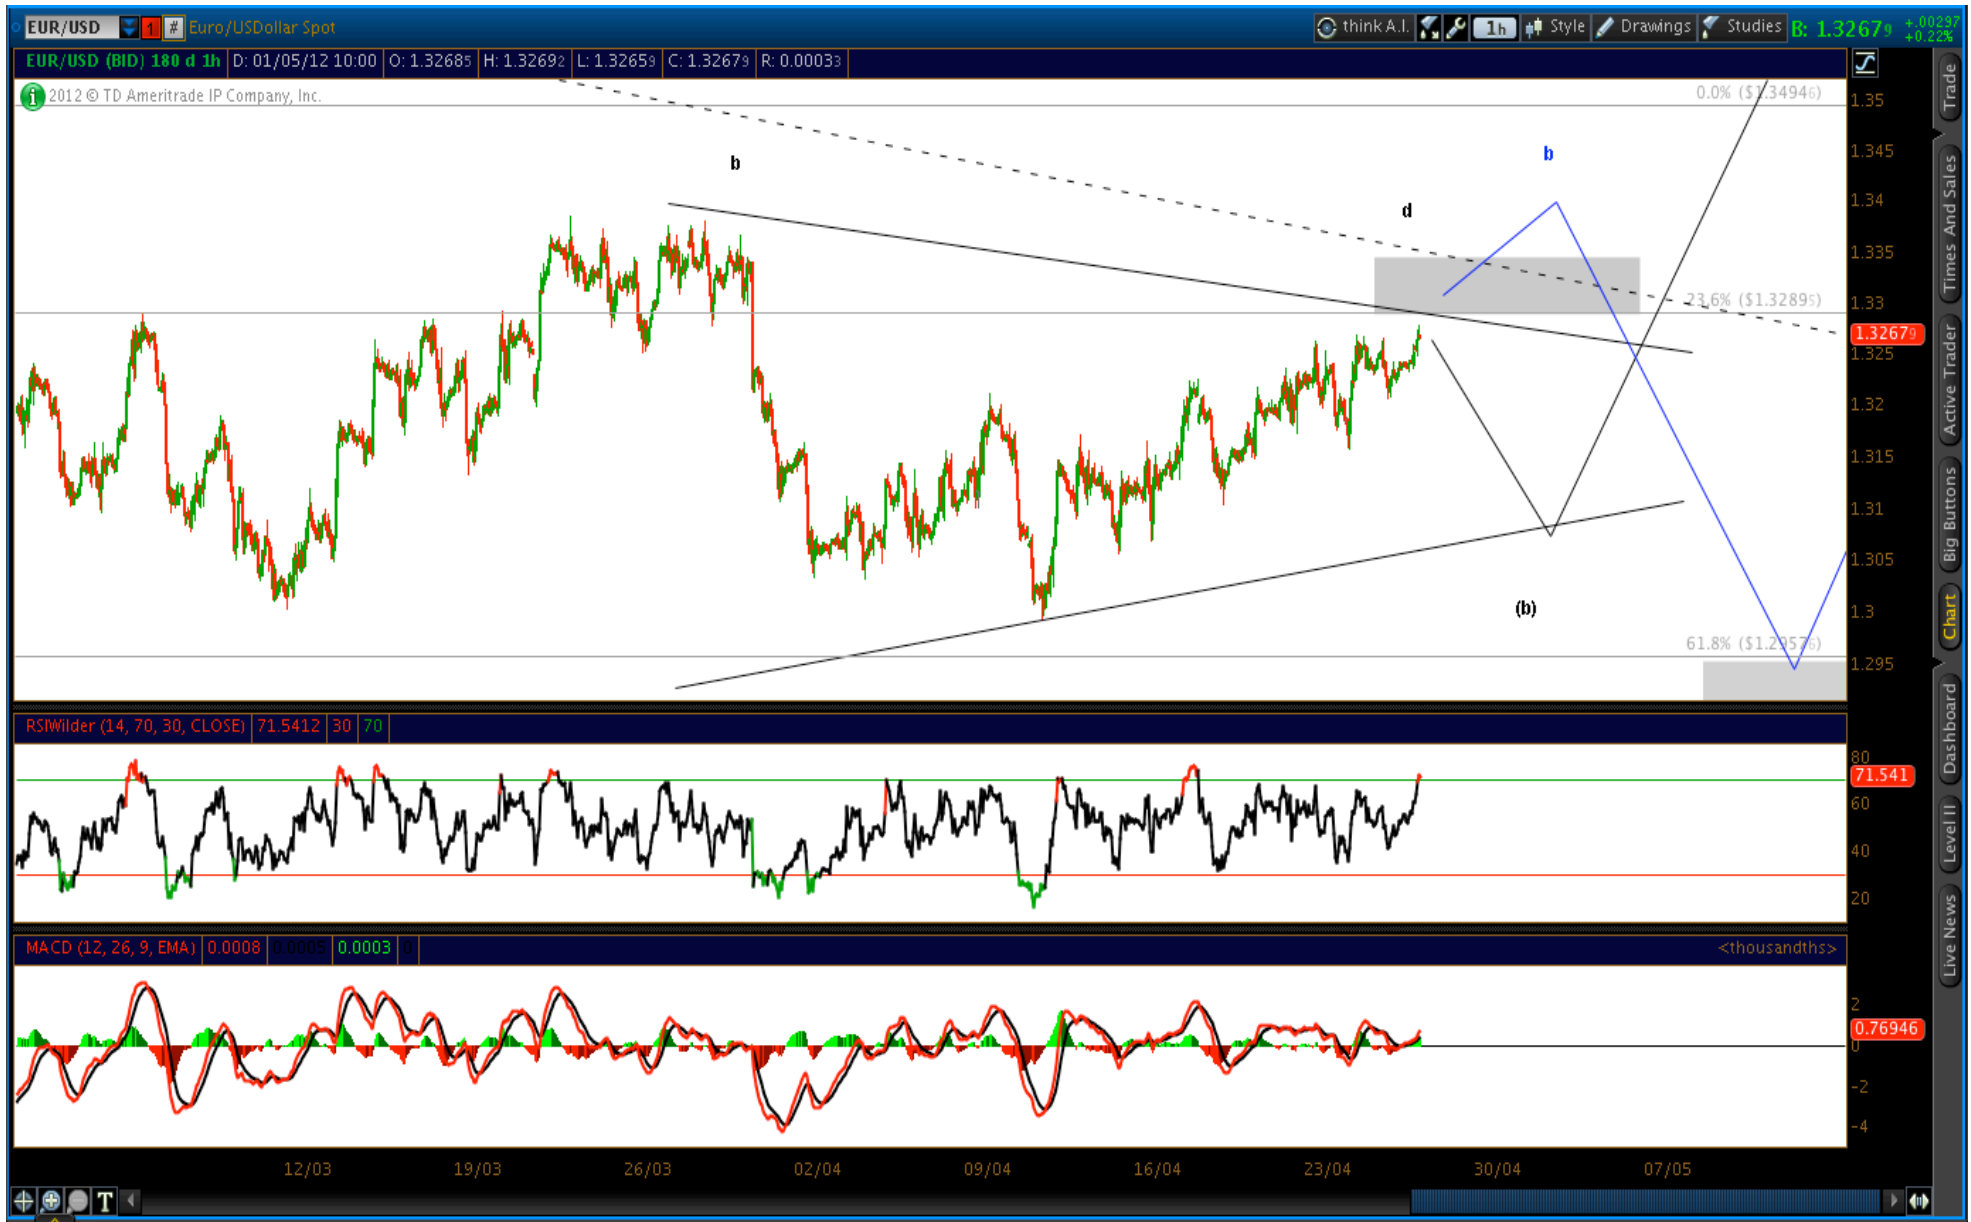 EUR/USD 1 # Euro/USDollar Spot think A.I. 1h Style Drawings Studies B: 1.32679 +.00297 +0.22%
EUR/USD (BID) 180 d 1h D: 01/05/12 10:00 O: 1.32685 H: 1.32692 L: 1.32659 C: 1.32679 R: 0.00033
i 2012 © TD Ameritrade IP Company, Inc.
0.0% ($1.34946)
1.35
1.345
b
b
1.34
d
1.335
23.6% ($1.32895)
1.33
1.32679
1.325
1.32
1.315
1.31
1.305
(b)
1.3
61.8% ($1.29576)
1.295
RSIWilder (14, 70, 30, CLOSE) 71.5412 30 70
80
71.541
60
40
20
MACD (12, 26, 9, EMA) 0.0008 0.0005 0.0003 0 <thousandths>
2
0.76946
0
-2
-4
12/03 19/03 26/03 02/04 09/04 16/04 23/04 30/04 07/05
T
Trade
Times And Sales
Active Trader
Big Buttons
Chart
Dashboard
Level II
Live News